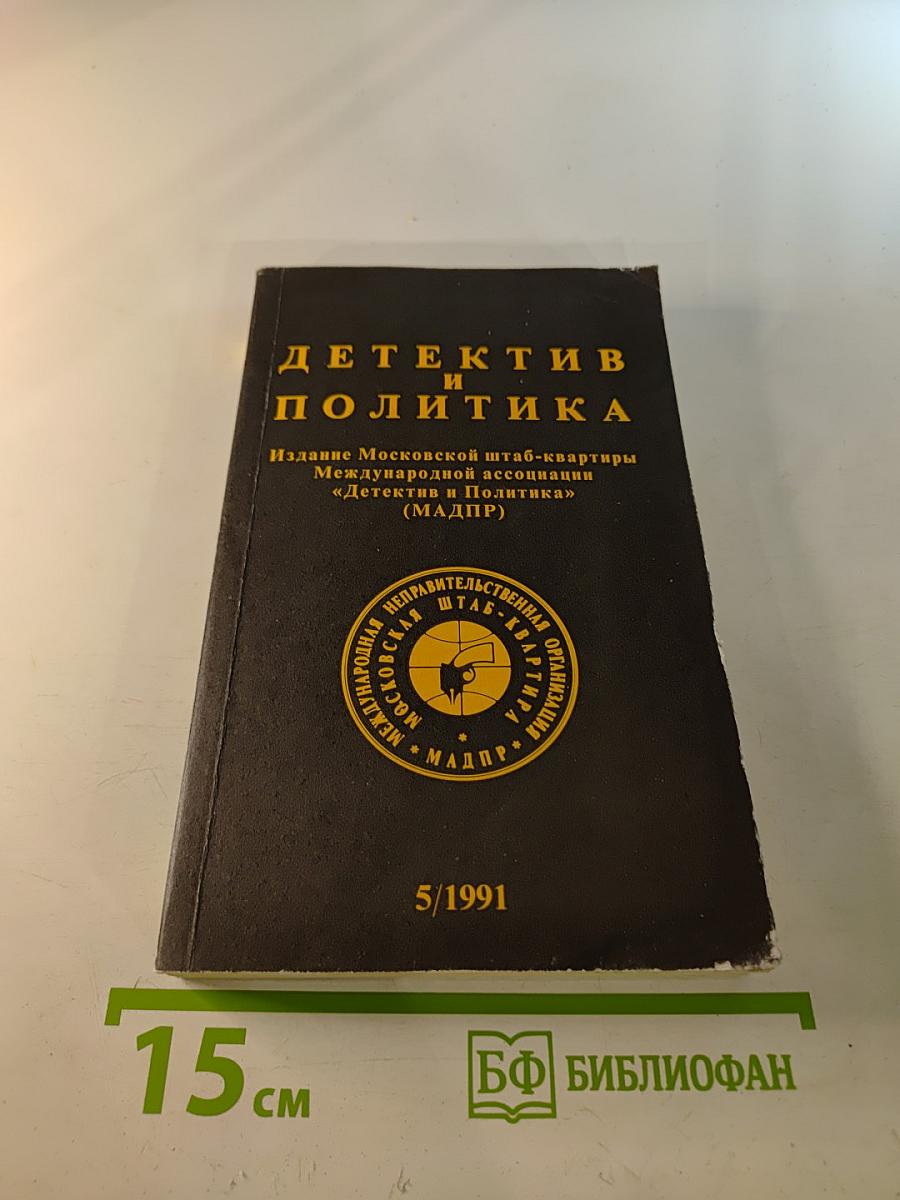 ДЕТЕКТИВ
И
ПОЛИТИКА
Издание Московской штаб-квартиры
Международной ассоциации
«Детектив и Политика»
(МАДПР)
МЕЖДУНАРОДНАЯ НЕПРАВИТЕЛЬСТВЕННАЯ ОРГАНИЗАЦИЯ
МОСКОВСКАЯ ШТАБ-КВАРТИРА
* МАДПР *
5/1991
15 см
БФ БИБЛИОФАН